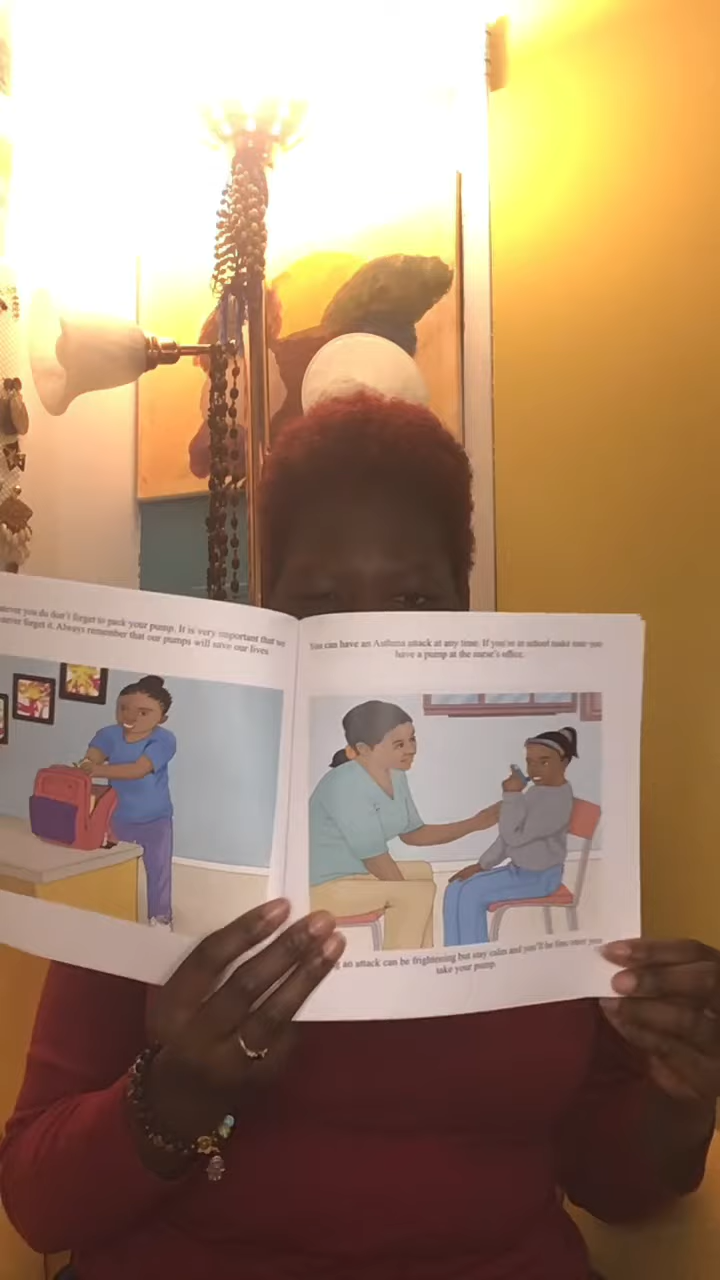 atever you do don't forget to pack your pump. It is very important that we
never forget it. Always remember that our pumps will save our lives
You can have an Asthma attack at any time. If you're at school make sure you
have a pump at the nurse's office.
g an attack can be frightening but stay calm and you'll be fine once you
take your pump.